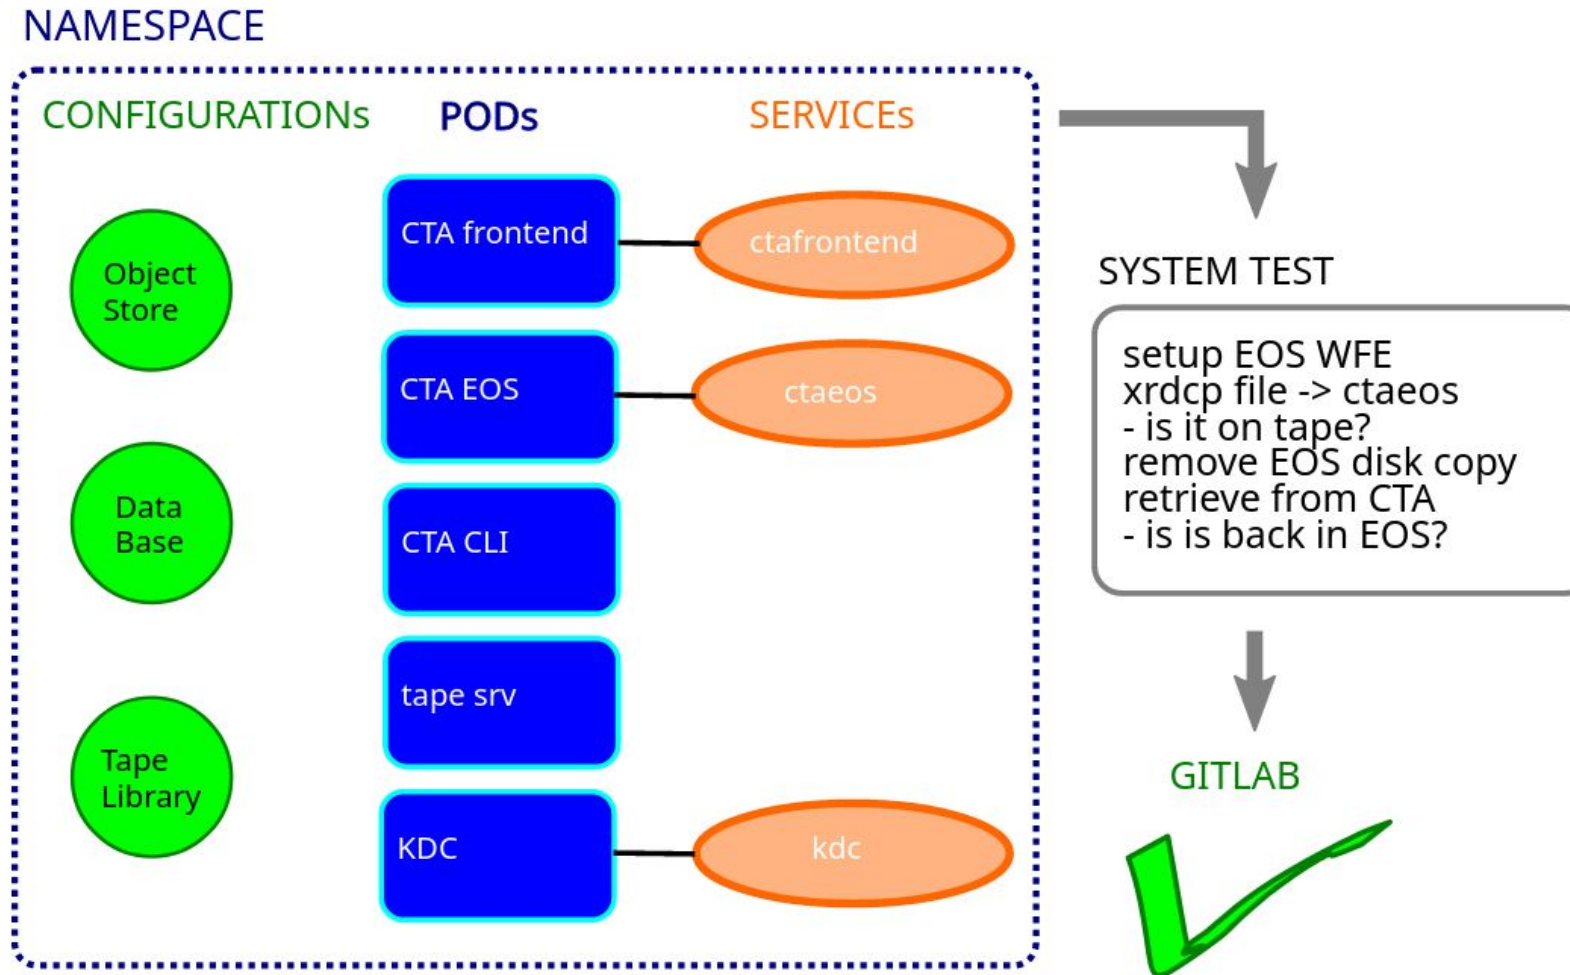 NAMESPACE
CONFIGURATIONs
PODs
SERVICEs
Object
Store
Data
Base
Tape
Library
CTA frontend
CTA EOS
CTA CLI
tape srv
KDC
ctafrontend
ctaeos
kdc
SYSTEM TEST
setup EOS WFE
xrdcp file -> ctaeos
- is it on tape?
remove EOS disk copy
retrieve from CTA
- is is back in EOS?
GITLAB